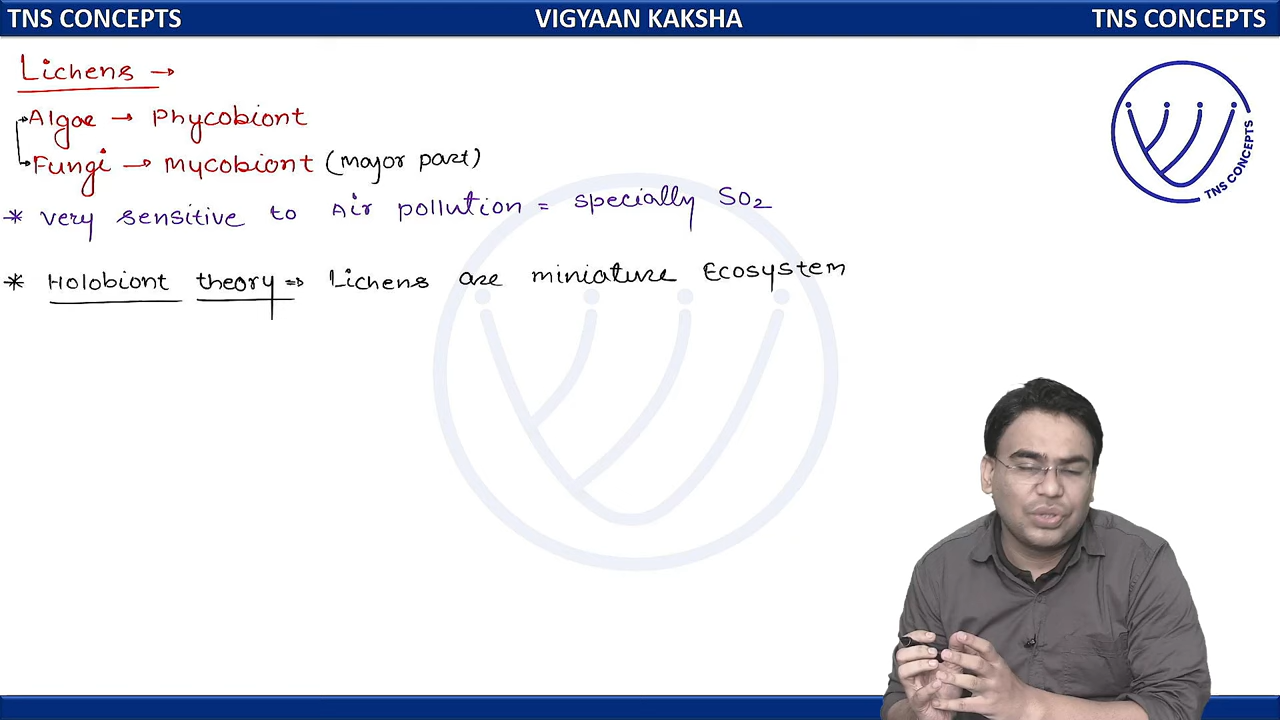 TNS CONCEPTS VIGYAAN KAKSHA TNS CONCEPTS
Lichens →
Algae → Phycobiont
Fungi → Mycobiont (major part)
* Very sensitive to Air pollution = specially SO2
* Holobiont theory ⇒ Lichens are miniature Ecosystem
TNS CONCEPTS